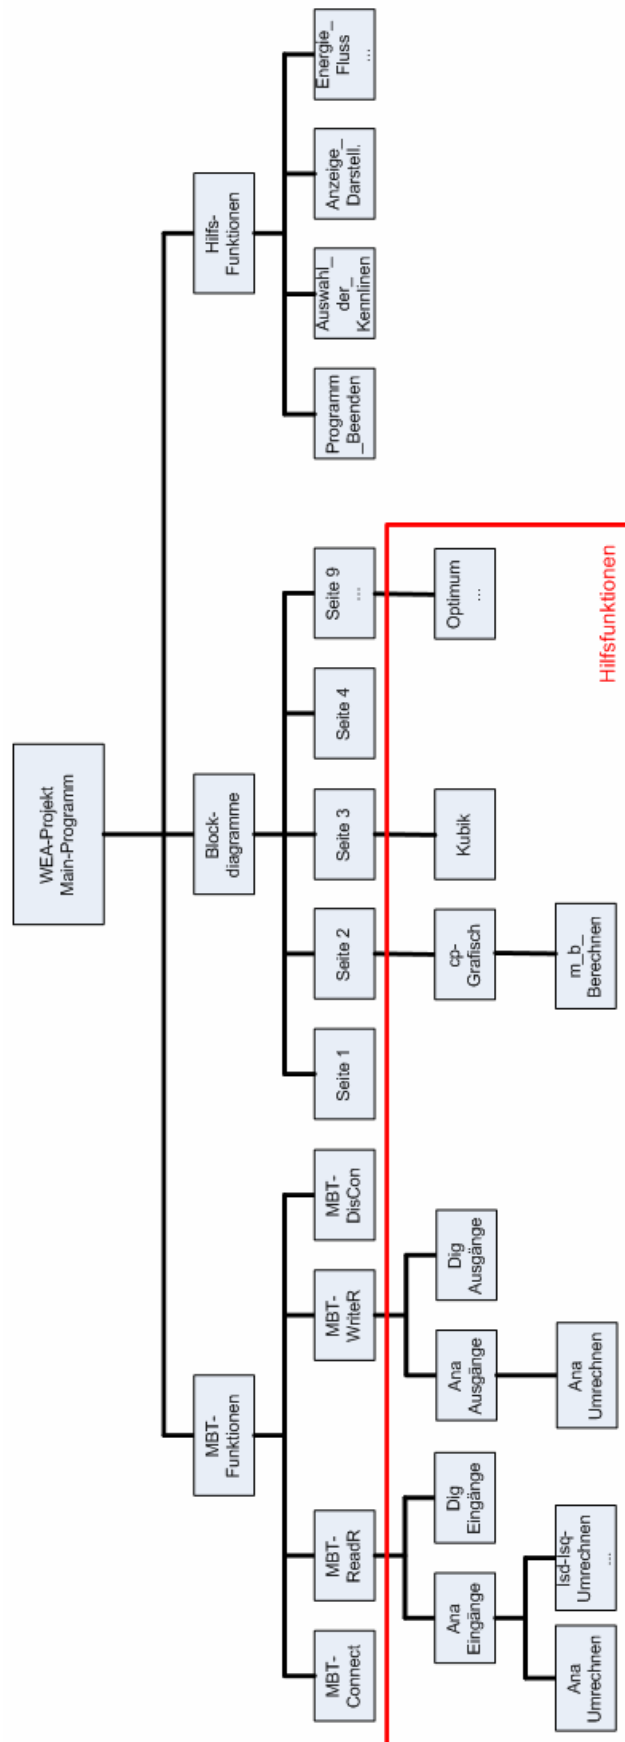 WEA-Projekt
Main-Programm
MBT-
Funktionen
Block-
diagramme
Hilfs-
Funktionen
MBT-
Connect
MBT-
ReadR
MBT-
WriteR
MBT-
DisCon
Seite 1
Seite 2
Seite 3
Seite 4
Seite 9
...
Programm
_Beenden
Auswahl_
der_
Kennlinen
Anzeige_
Darstell.
Energie_
Fluss
...
Ana
Eingänge
Dig
Eingänge
Ana
Ausgänge
Dig
Ausgänge
cp-
Grafisch
Kubik
Optimum
...
Ana
Umrechnen
Isd-Isq-
Umrechnen
...
Ana
Umrechnen
m_b_
Berechnen
Hilfsfunktionen